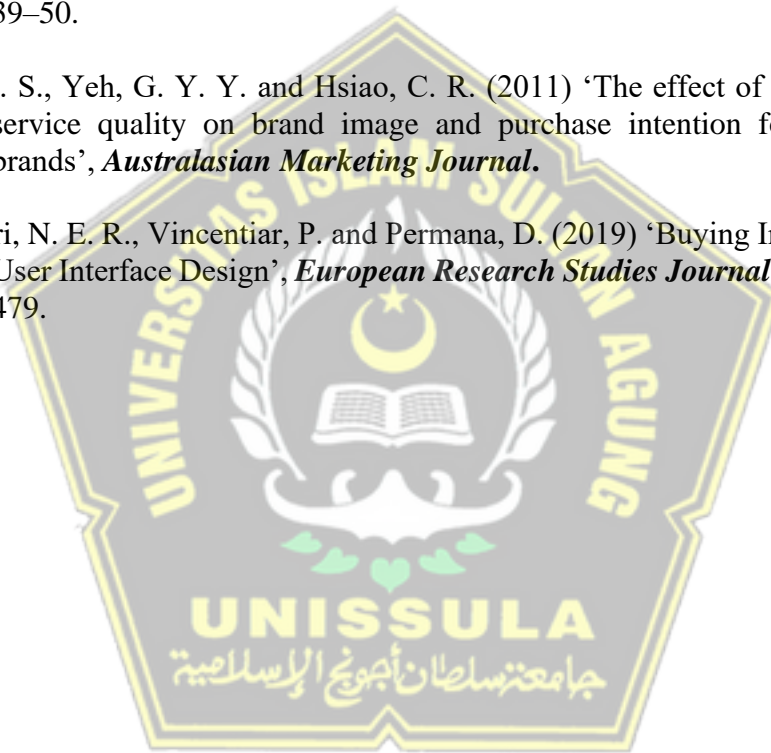 39–50.
. S., Yeh, G. Y. Y. and Hsiao, C. R. (2011) ‘The effect of
service quality on brand image and purchase intention
brands’, Australasian Marketing Journal.
ri, N. E. R., Vincentiar, P. and Permana, D. (2019) ‘Buying
User Interface Design’, European Research Studies Journal
479.
UNIVERSITAS ISLAM SULTAN AGUNG
UNISSULA
جامعة سلطان أجونج الإسلامية